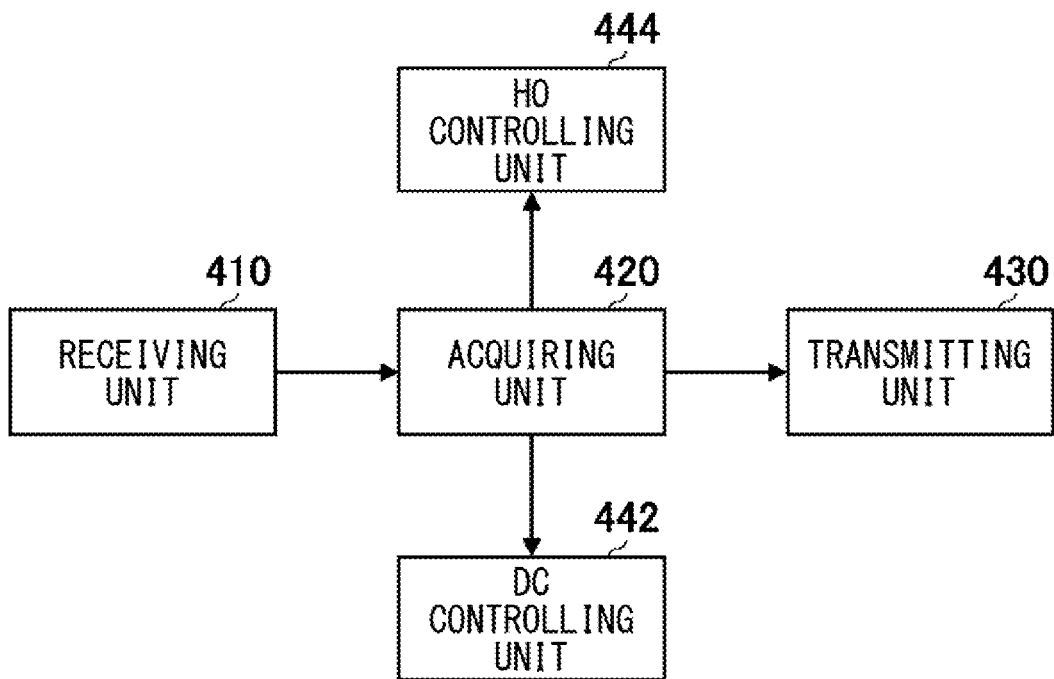 444
HO
CONTROLLING
UNIT
410
RECEIVING
UNIT
420
ACQUIRING
UNIT
430
TRANSMITTING
UNIT
442
DC
CONTROLLING
UNIT